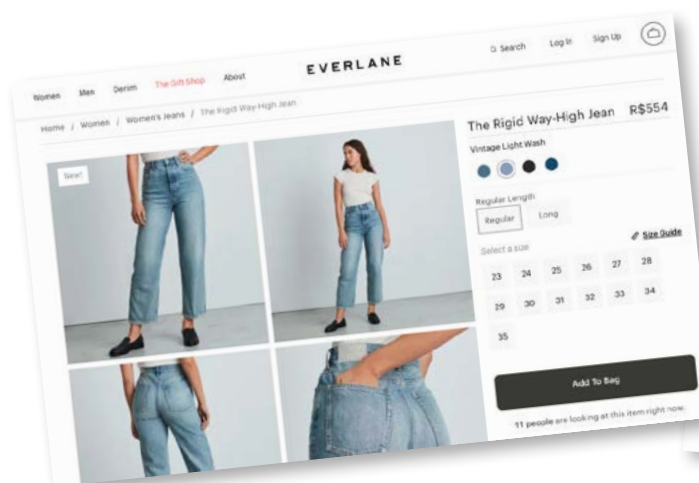 Women Men Denim The Gift Shop About EVERLANE Search Log In Sign Up
Home / Women / Women's Jeans / The Rigid Way-High Jean
New!
The Rigid Way-High Jean R$554
Vintage Light Wash
Regular Length
Regular Long
Select a size Size Guide
23 24 25 26 27 28
29 30 31 32 33 34
35
Add To Bag
11 people are looking at this item right now.